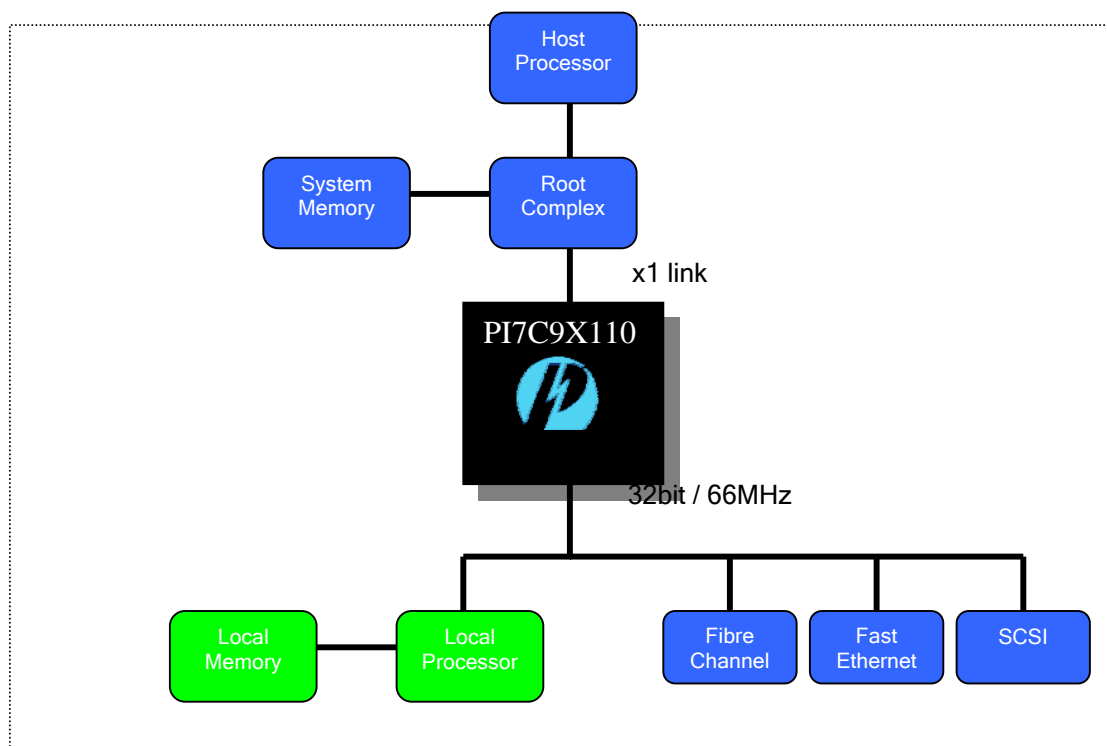 Host
Processor
System
Memory
Root
Complex
x1 link
PI7C9X110
32bit / 66MHz
Local
Memory
Local
Processor
Fibre
Channel
Fast
Ethernet
SCSI